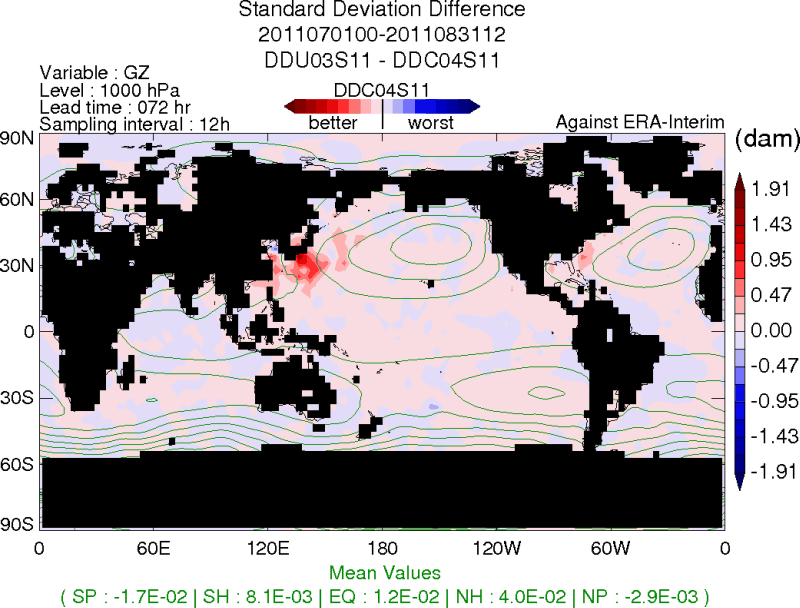 Standard Deviation Difference
2011070100-2011083112
DDU03S11 - DDC04S11
Variable : GZ
Level : 1000 hPa
Lead time : 072 hr
Sampling interval : 12h
DDC04S11
better worst
Against ERA-Interim
(dam)
90N
60N
30N
0
30S
60S
90S
1.91
1.43
0.95
0.47
0.00
-0.47
-0.95
-1.43
-1.91
0 60E 120E 180 120W 60W 0
Mean Values
( SP : -1.7E-02 | SH : 8.1E-03 | EQ : 1.2E-02 | NH : 4.0E-02 | NP : -2.9E-03 )